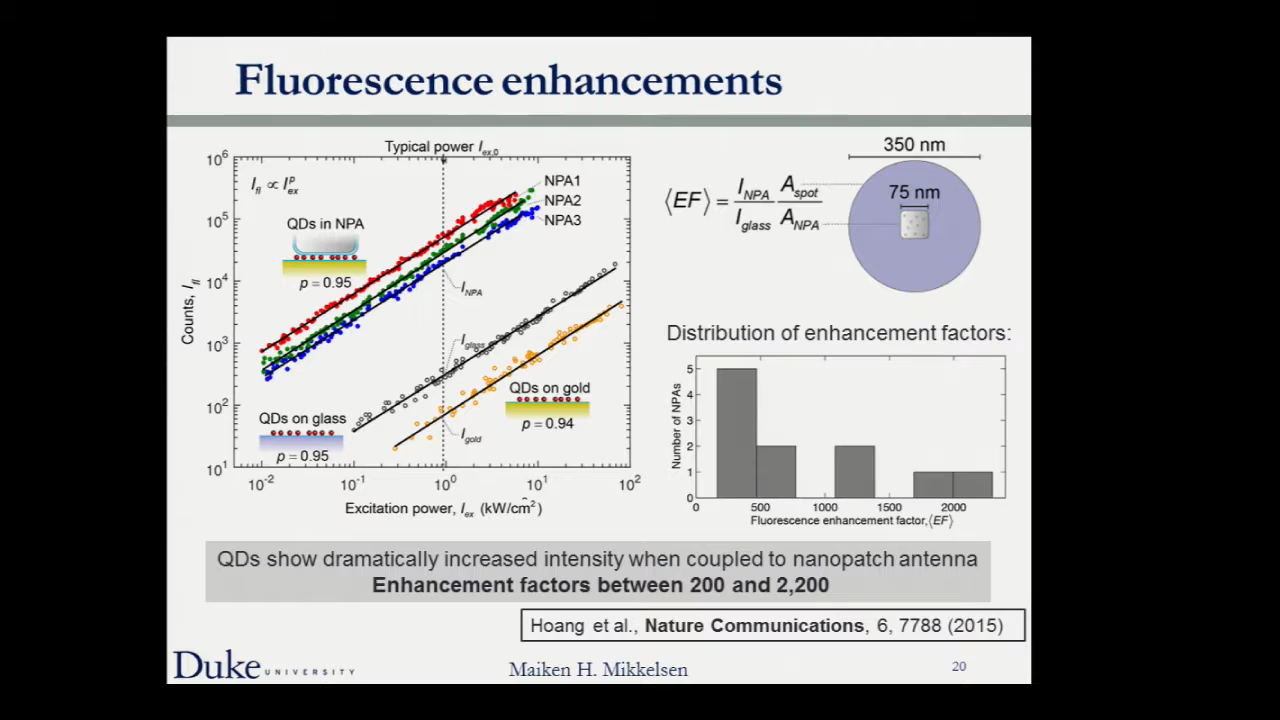 Fluorescence enhancements
Typical power I_ex,0
I_fl ∝ I_ex^p
QDs in NPA
p = 0.95
NPA1
NPA2
NPA3
I_NPA
I_glass
QDs on gold
p = 0.94
QDs on glass
p = 0.95
I_gold
Counts, I_fl
10^6
10^5
10^4
10^3
10^2
10^1
10^-2 10^-1 10^0 10^1 10^2
Excitation power, I_ex (kW/cm^2)
⟨EF⟩ = I_NPA/I_glass A_spot/A_NPA
350 nm
75 nm
Distribution of enhancement factors:
Number of NPAs
5
4
3
2
1
0
0 500 1000 1500 2000
Fluorescence enhancement factor,⟨EF⟩
QDs show dramatically increased intensity when coupled to nanopatch antenna
Enhancement factors between 200 and 2,200
Hoang et al., Nature Communications, 6, 7788 (2015)
Duke UNIVERSITY
Maiken H. Mikkelsen
20